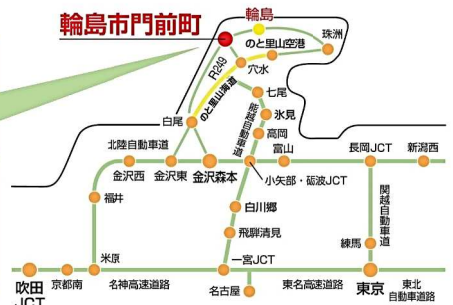 輪島市門前町
輪島
のと里山空港
珠洲
R249
穴水
のと里山海道
七尾
白尾
能越自動車道
氷見
高岡
北陸自動車道
富山
長岡JCT
新潟西
金沢西
金沢東
金沢森本
小矢部・砺波JCT
福井
白川郷
関越自動車道
飛騨清見
練馬
米原
一宮JCT
吹田
JCT
京都南
名神高速道路
名古屋
東名高速道路
東京
東北
自動車道路